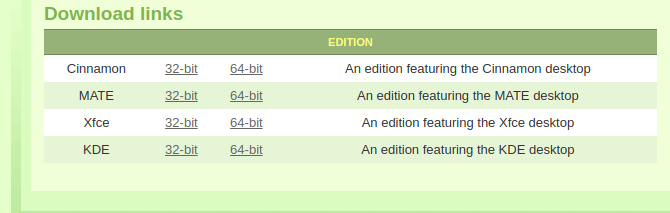 Download links
EDITION
Cinnamon 32-bit 64-bit An edition featuring the Cinnamon desktop
MATE 32-bit 64-bit An edition featuring the MATE desktop
Xfce 32-bit 64-bit An edition featuring the Xfce desktop
KDE 32-bit 64-bit An edition featuring the KDE desktop